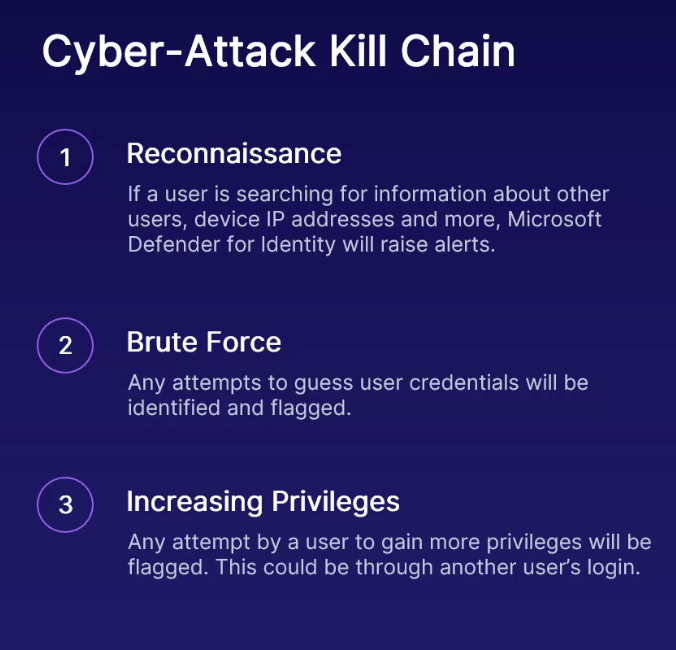 Cyber-Attack Kill Chain
1
Reconnaissance
If a user is searching for information about other
users, device IP addresses and more, Microsoft
Defender for Identity will raise alerts.
2
Brute Force
Any attempts to guess user credentials will be
identified and flagged.
3
Increasing Privileges
Any attempt by a user to gain more privileges will be
flagged. This could be through another user’s login.